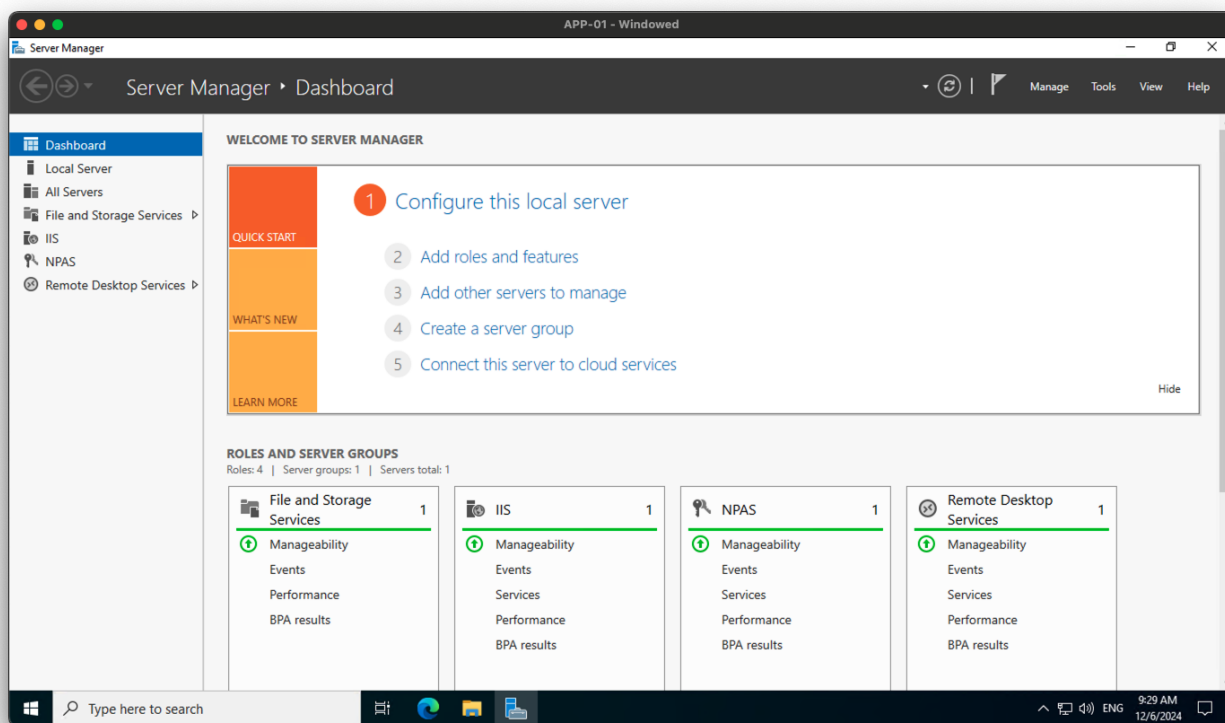 APP-01 - Windowed
Server Manager
Server Manager ‣ Dashboard
Manage Tools View Help
Dashboard
Local Server
All Servers
File and Storage Services
IIS
NPAS
Remote Desktop Services
WELCOME TO SERVER MANAGER
QUICK START
WHAT'S NEW
LEARN MORE
1 Configure this local server
2 Add roles and features
3 Add other servers to manage
4 Create a server group
5 Connect this server to cloud services
Hide
ROLES AND SERVER GROUPS
Roles: 4 | Server groups: 1 | Servers total: 1
File and Storage
Services 1
Manageability
Events
Performance
BPA results
IIS 1
Manageability
Events
Services
Performance
BPA results
NPAS 1
Manageability
Events
Services
Performance
BPA results
Remote Desktop
Services 1
Manageability
Events
Services
Performance
BPA results
Type here to search
ENG
9:29 AM
12/6/2024